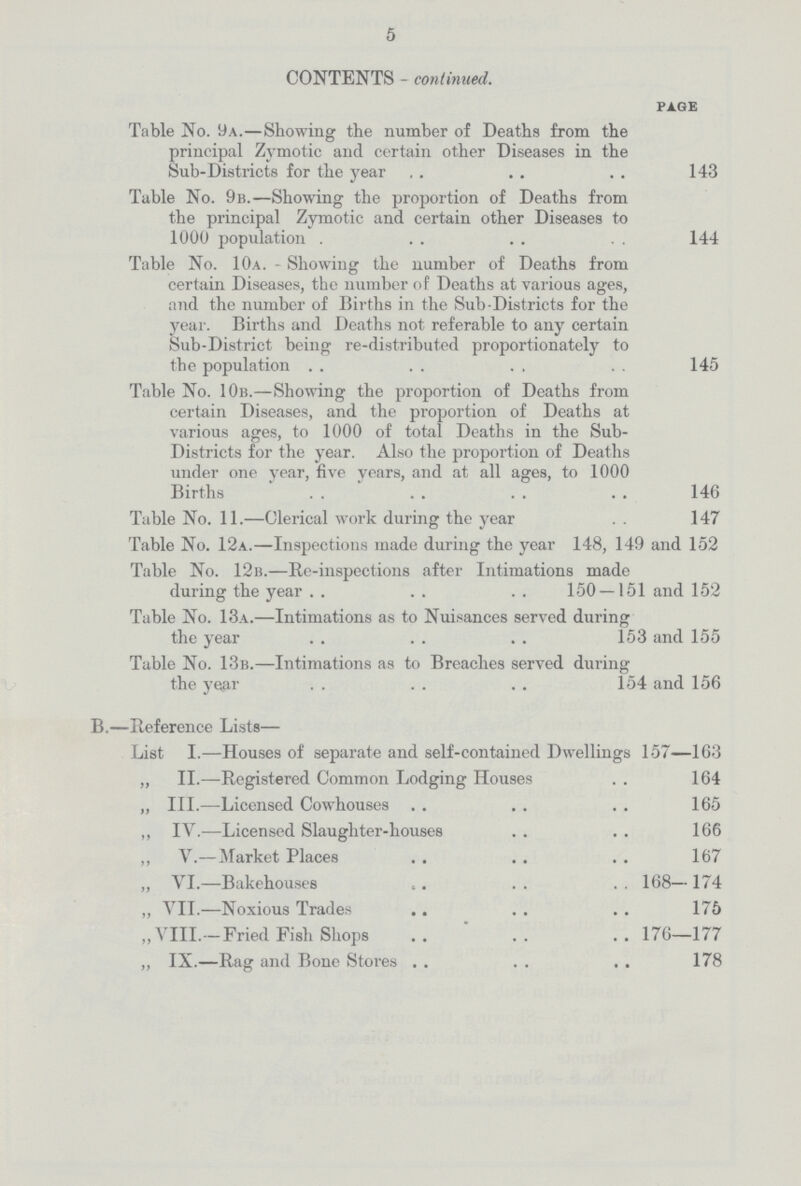 5
CONTENTS - continued.
PAGE
Table No. 9A.—Showing the number of Deaths from the
principal Zymotic and certain other Diseases in the
Sub-Districts for the year . . . . . . 143
Table No. 9B.—Showing the proportion of Deaths from
the principal Zymotic and certain other Diseases to
1000 population . . . . . . . 144
Table No. 10A. - Showing the number of Deaths from
certain Diseases, the number of Deaths at various ages,
and the number of Births in the Sub-Districts for the
year. Births and Deaths not referable to any certain
Sub-District being re-distributed proportionately to
the population . . . . . . . . 145
Table No. 10B.—Showing the proportion of Deaths from
certain Diseases, and the proportion of Deaths at
various ages, to 1000 of total Deaths in the Sub-
Districts for the year. Also the proportion of Deaths
under one year, five years, and at all ages, to 1000
Births . . . . . . . . 146
Table No. 11.—Clerical work during the year . . 147
Table No. 12A.—Inspections made during the year 148, 149 and 152
Table No. 12B.—Re-inspections after Intimations made
during the year . . . . . . 150—151 and 152
Table No. 13A.—Intimations as to Nuisances served during
the year . . . . . . 153 and 155
Table No. 13B.—Intimations as to Breaches served during
the year . . . . . . 154 and 156
B.—Reference Lists—
List I.—Houses of separate and self-contained Dwellings 157—163
„ II.—Registered Common Lodging Houses . . 164
„ III.—Licensed Cowhouses . . . . . . 165
,, IV.—Licensed Slaughter-houses . . . . 166
,, V.—Market Places . . . . . . 167
„ VI.—Bakehouses . . . . . . 168—174
„ VII.—Noxious Trades . . . . . . 175
„ VIII.—Fried Fish Shops . . . . . . 176—177
„ IX.—Rag and Bone Stores . . . . . . 178